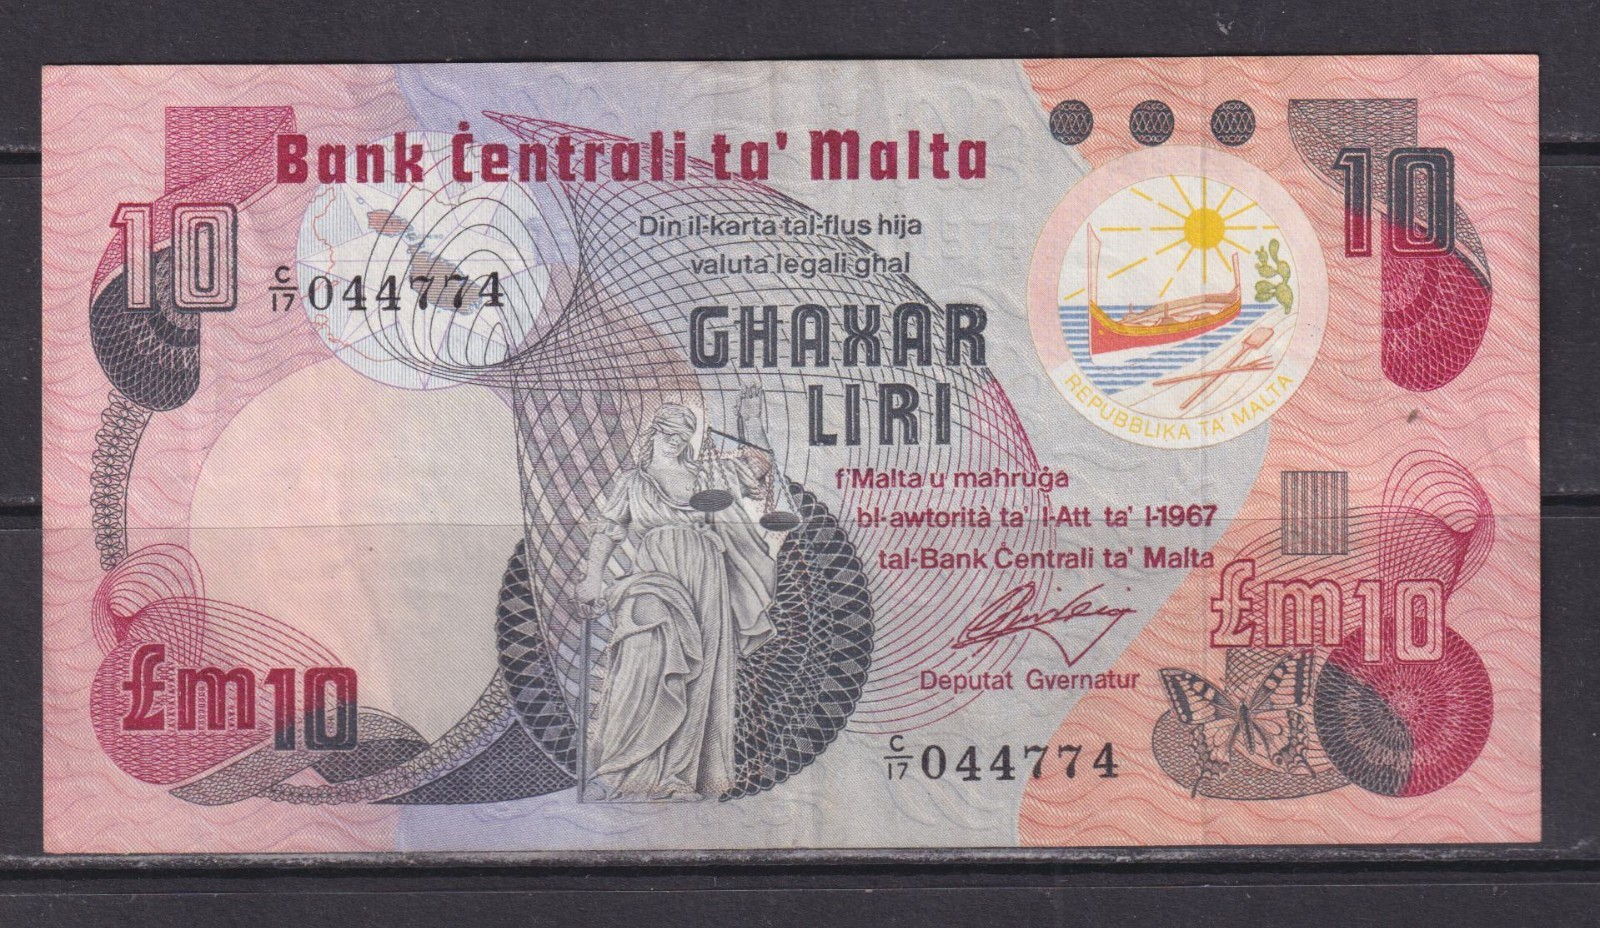 Bank Ċentrali ta' Malta
10
10
Din il-karta tal-flus hija
valuta legali għal
C/17 044774
GĦAXAR
LIRI
REPUBBLIKA TA' MALTA
f'Malta u maħruġa
bl-awtorità ta' l-Att ta' l-1967
tal-Bank Ċentrali ta' Malta
£m10
£m10
Deputat Gvernatur
C/17 044774